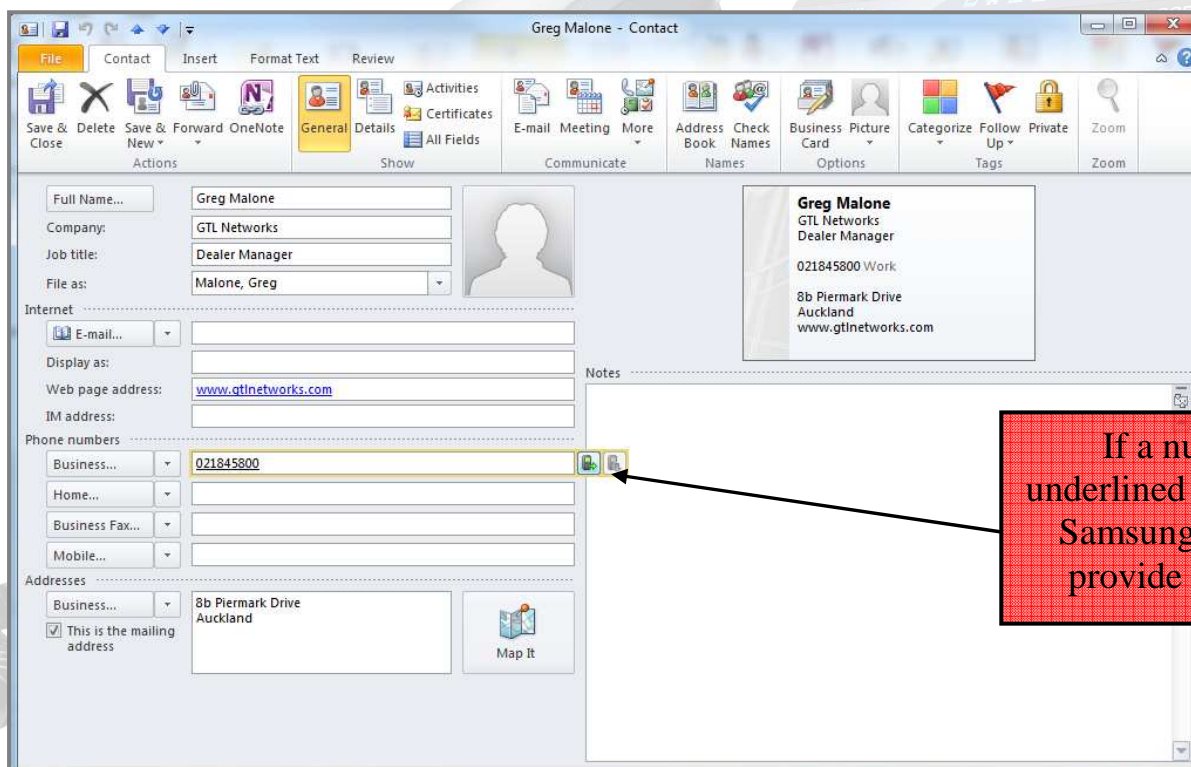 Greg Malone - Contact
File Contact Insert Format Text Review
Save & Close
Delete
Save & New
Forward
OneNote
Actions
General
Details
Activities
Certificates
All Fields
Show
E-mail
Meeting
More
Communicate
Address Book
Check Names
Names
Business Card
Picture
Options
Categorize
Follow Up
Private
Tags
Zoom
Zoom
Full Name... Greg Malone
Company: GTL Networks
Job title: Dealer Manager
File as: Malone, Greg
Internet
E-mail...
Display as:
Web page address: www.gtlnetworks.com
IM address:
Phone numbers
Business... 021845800
Home...
Business Fax...
Mobile...
Addresses
Business... 8b Piermark Drive
Auckland
This is the mailing
address
Map It
Greg Malone
GTL Networks
Dealer Manager
021845800 Work
8b Piermark Drive
Auckland
www.gtlnetworks.com
Notes
If a nu
underlined
Samsung
provide